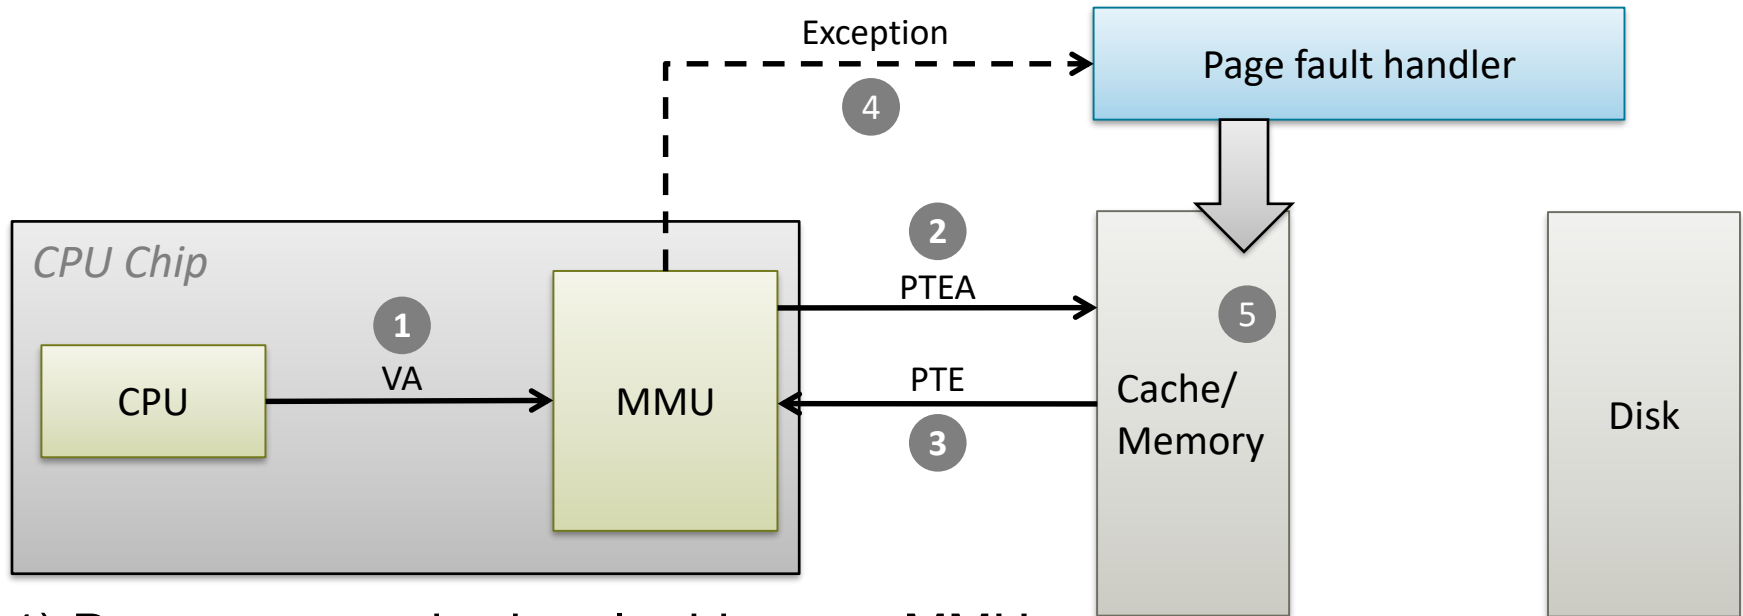 Exception
Page fault handler
4
CPU Chip
2
PTEA
1
5
VA
PTE
CPU
MMU
Cache/
Memory
Disk
3